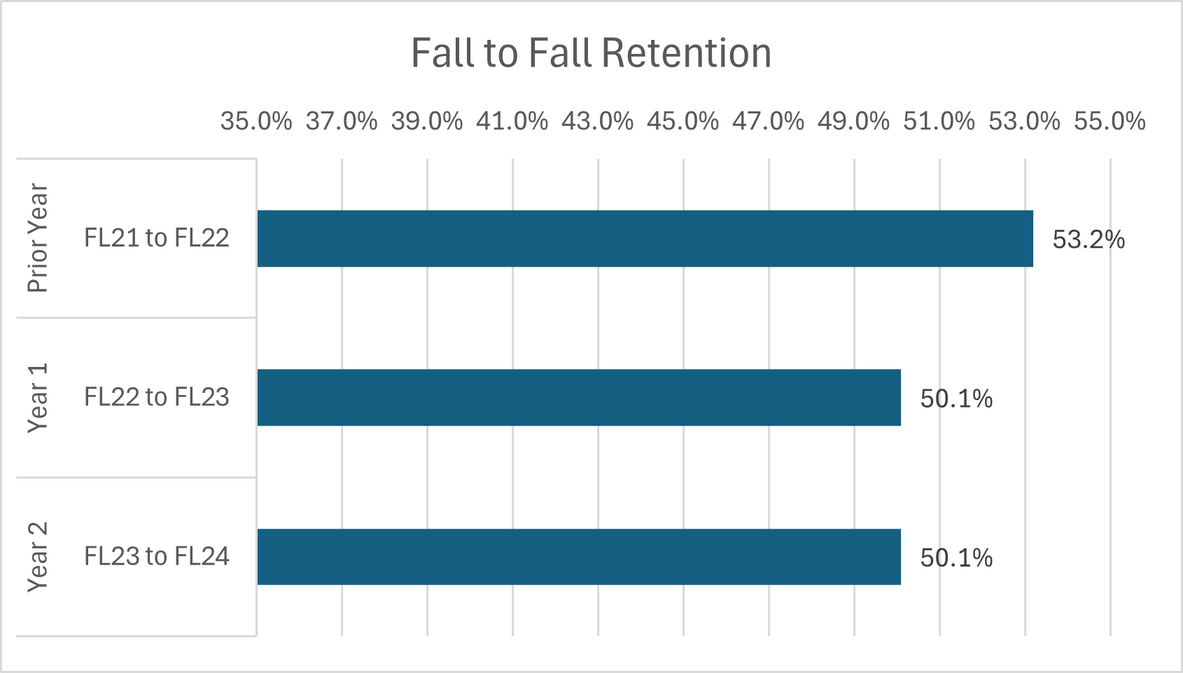 Fall to Fall Retention
35.0% 37.0% 39.0% 41.0% 43.0% 45.0% 47.0% 49.0% 51.0% 53.0% 55.0%
Prior Year
FL21 to FL22
53.2%
Year 1
FL22 to FL23
50.1%
Year 2
FL23 to FL24
50.1%